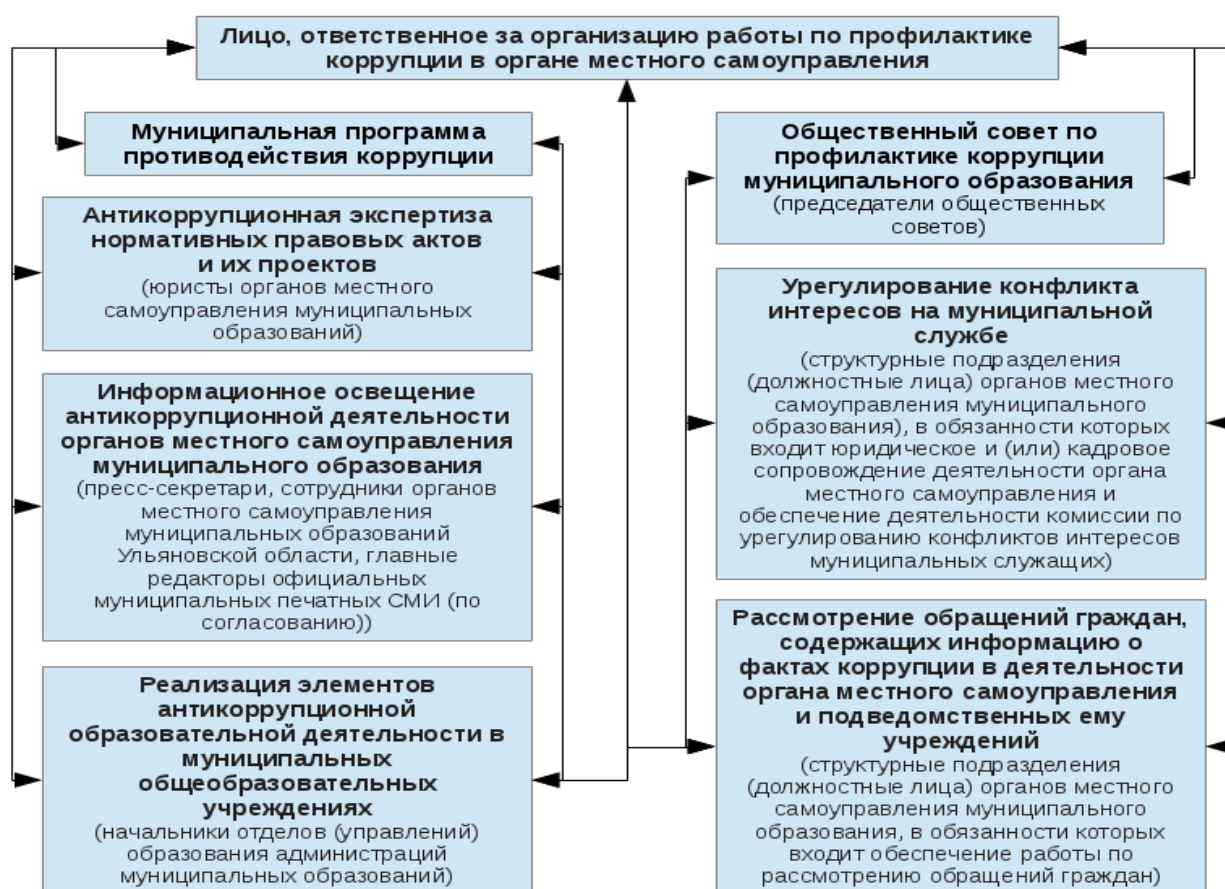 Лицо, ответственное за организацию работы по профилактике
коррупции в органе местного самоуправления
Муниципальная программа
противодействия коррупции
Антикоррупционная экспертиза
нормативных правовых актов
и их проектов
(юристы органов местного
самоуправления муниципальных
образований)
Информационное освещение
антикоррупционной деятельности
органов местного самоуправления
муниципального образования
(пресс-секретари, сотрудники органов
местного самоуправления
муниципальных образований
Ульяновской области, главные
редакторы официальных
муниципальных печатных СМИ (по
согласованию))
Реализация элементов
антикоррупционной
образовательной деятельности в
муниципальных
общеобразовательных
учреждениях
(начальники отделов (управлений)
образования администраций
муниципальных образований)
Общественный совет по
профилактике коррупции
муниципального образования
(председатели общественных
советов)
Урегулирование конфликта
интересов на муниципальной
службе
(структурные подразделения
(должностные лица) органов местного
самоуправления муниципального
образования), в обязанности которых
входит юридическое и (или) кадровое
сопровождение деятельности органа
местного самоуправления и
обеспечение деятельности комиссии по
урегулированию конфликтов интересов
муниципальных служащих)
Рассмотрение обращений граждан,
содержащих информацию о
фактах коррупции в деятельности
органа местного самоуправления
и подведомственных ему
учреждений
(структурные подразделения
(должностные лица) органов местного
самоуправления муниципального
образования, в обязанности которых
входит обеспечение работы по
рассмотрению обращений граждан)